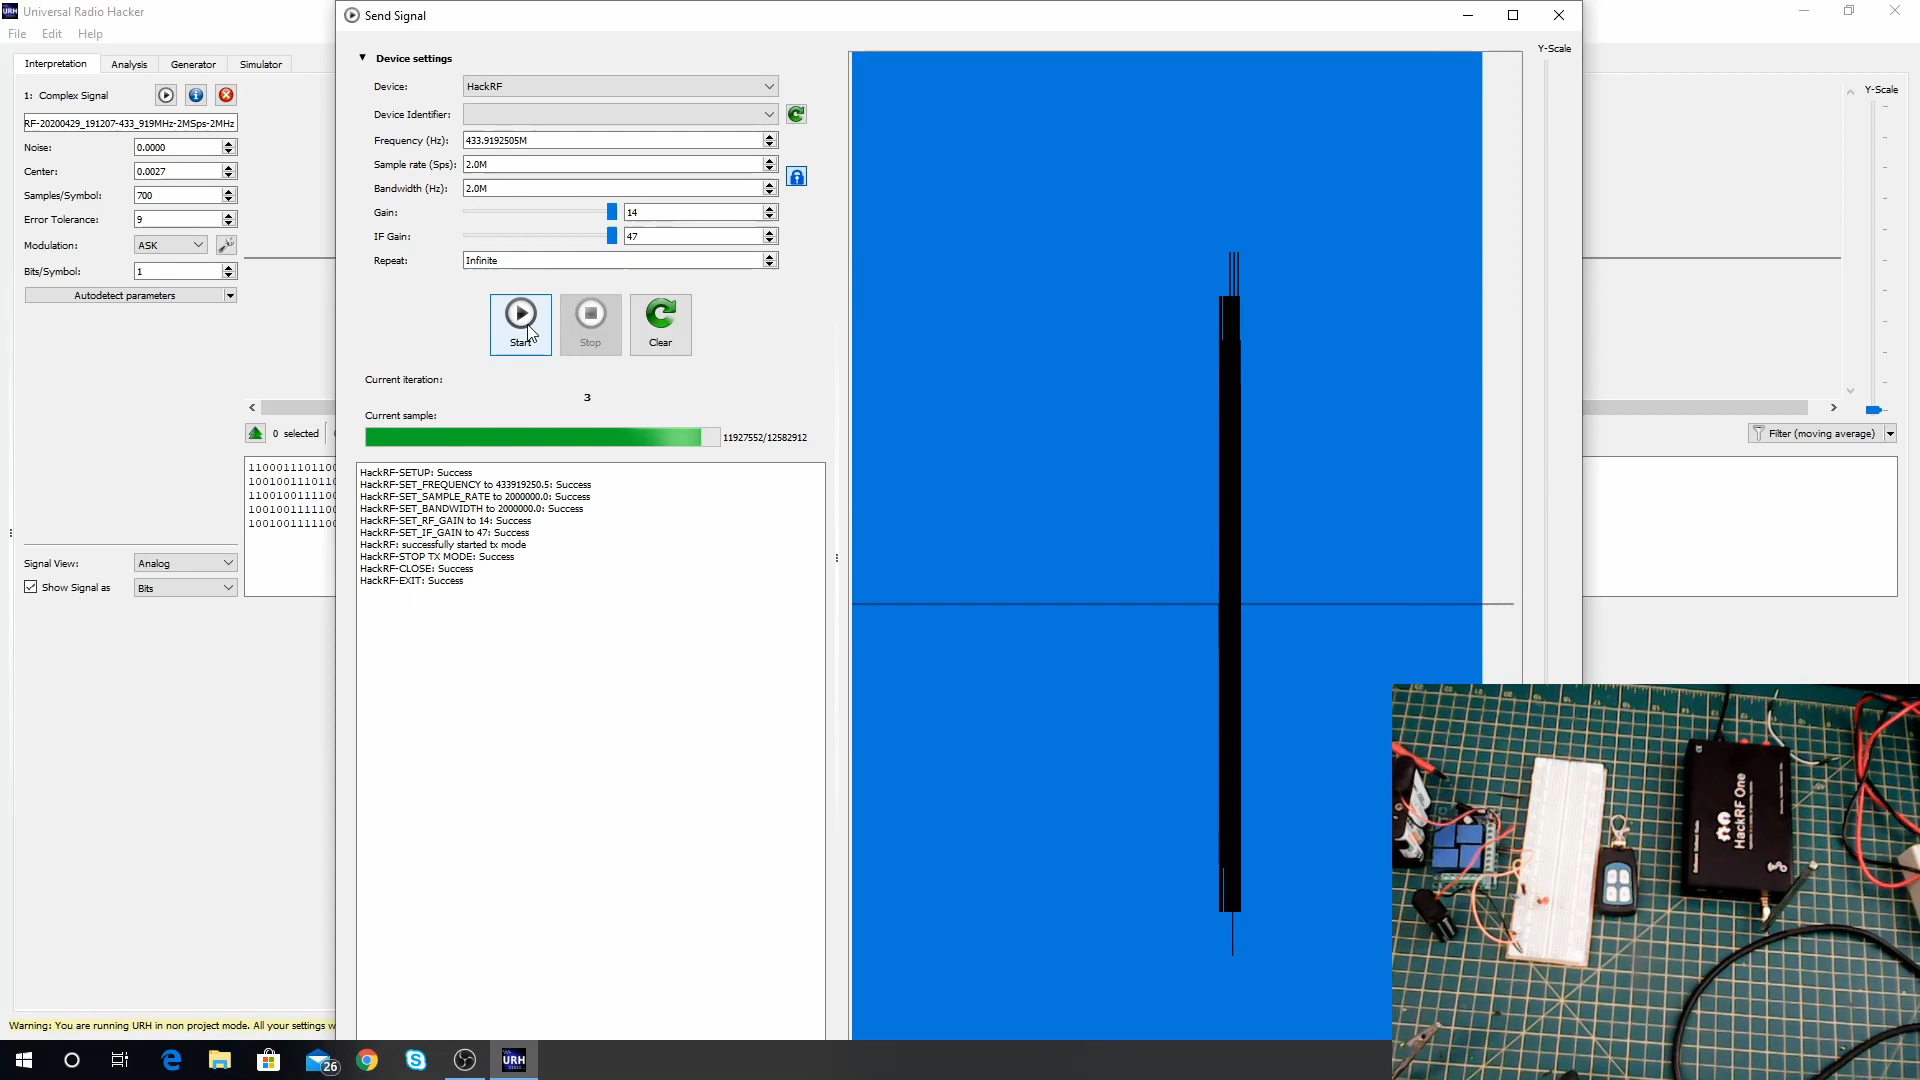 Universal Radio Hacker
File Edit Help
Interpretation Analysis Generator Simulator
1: Complex Signal
RF-20200429_191207-433_919MHz-2MSps-2MHz
Noise: 0.0000
Center: 0.0027
Samples/Symbol: 700
Error Tolerance: 9
Modulation: ASK
Bits/Symbol: 1
Autodetect parameters
0 selected
1100011101100
10010011110110
11001001111100
10010011111100
10010011111100
Signal View: Analog
Show Signal as Bits
Warning: You are running URH in non project mode. All your settings w
Send Signal
Device settings
Device: HackRF
Device Identifier:
Frequency (Hz): 433.9192505M
Sample rate (Sps): 2.0M
Bandwidth (Hz): 2.0M
Gain: 14
IF Gain: 47
Repeat: Infinite
Start Stop Clear
Current iteration:
3
Current sample:
11927552/12582912
HackRF-SETUP: Success
HackRF-SET_FREQUENCY to 433919250.5: Success
HackRF-SET_SAMPLE_RATE to 2000000.0: Success
HackRF-SET_BANDWIDTH to 2000000.0: Success
HackRF-SET_RF_GAIN to 14: Success
HackRF-SET_IF_GAIN to 47: Success
HackRF: successfully started tx mode
HackRF-STOP TX MODE: Success
HackRF-CLOSE: Success
HackRF-EXIT: Success
Y-Scale
Y-Scale
Filter (moving average)
HackRF One
26
URH